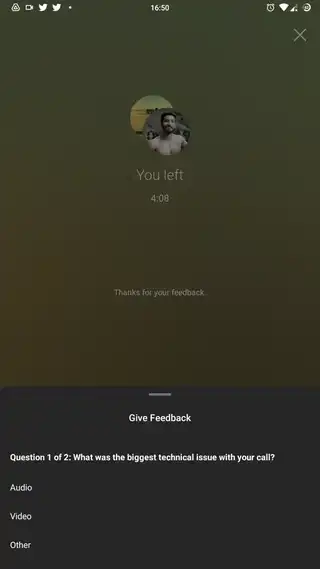 16:50
You left
4:08
Thanks for your feedback.
Give Feedback
Question 1 of 2: What was the biggest technical issue with your call?
Audio
Video
Other